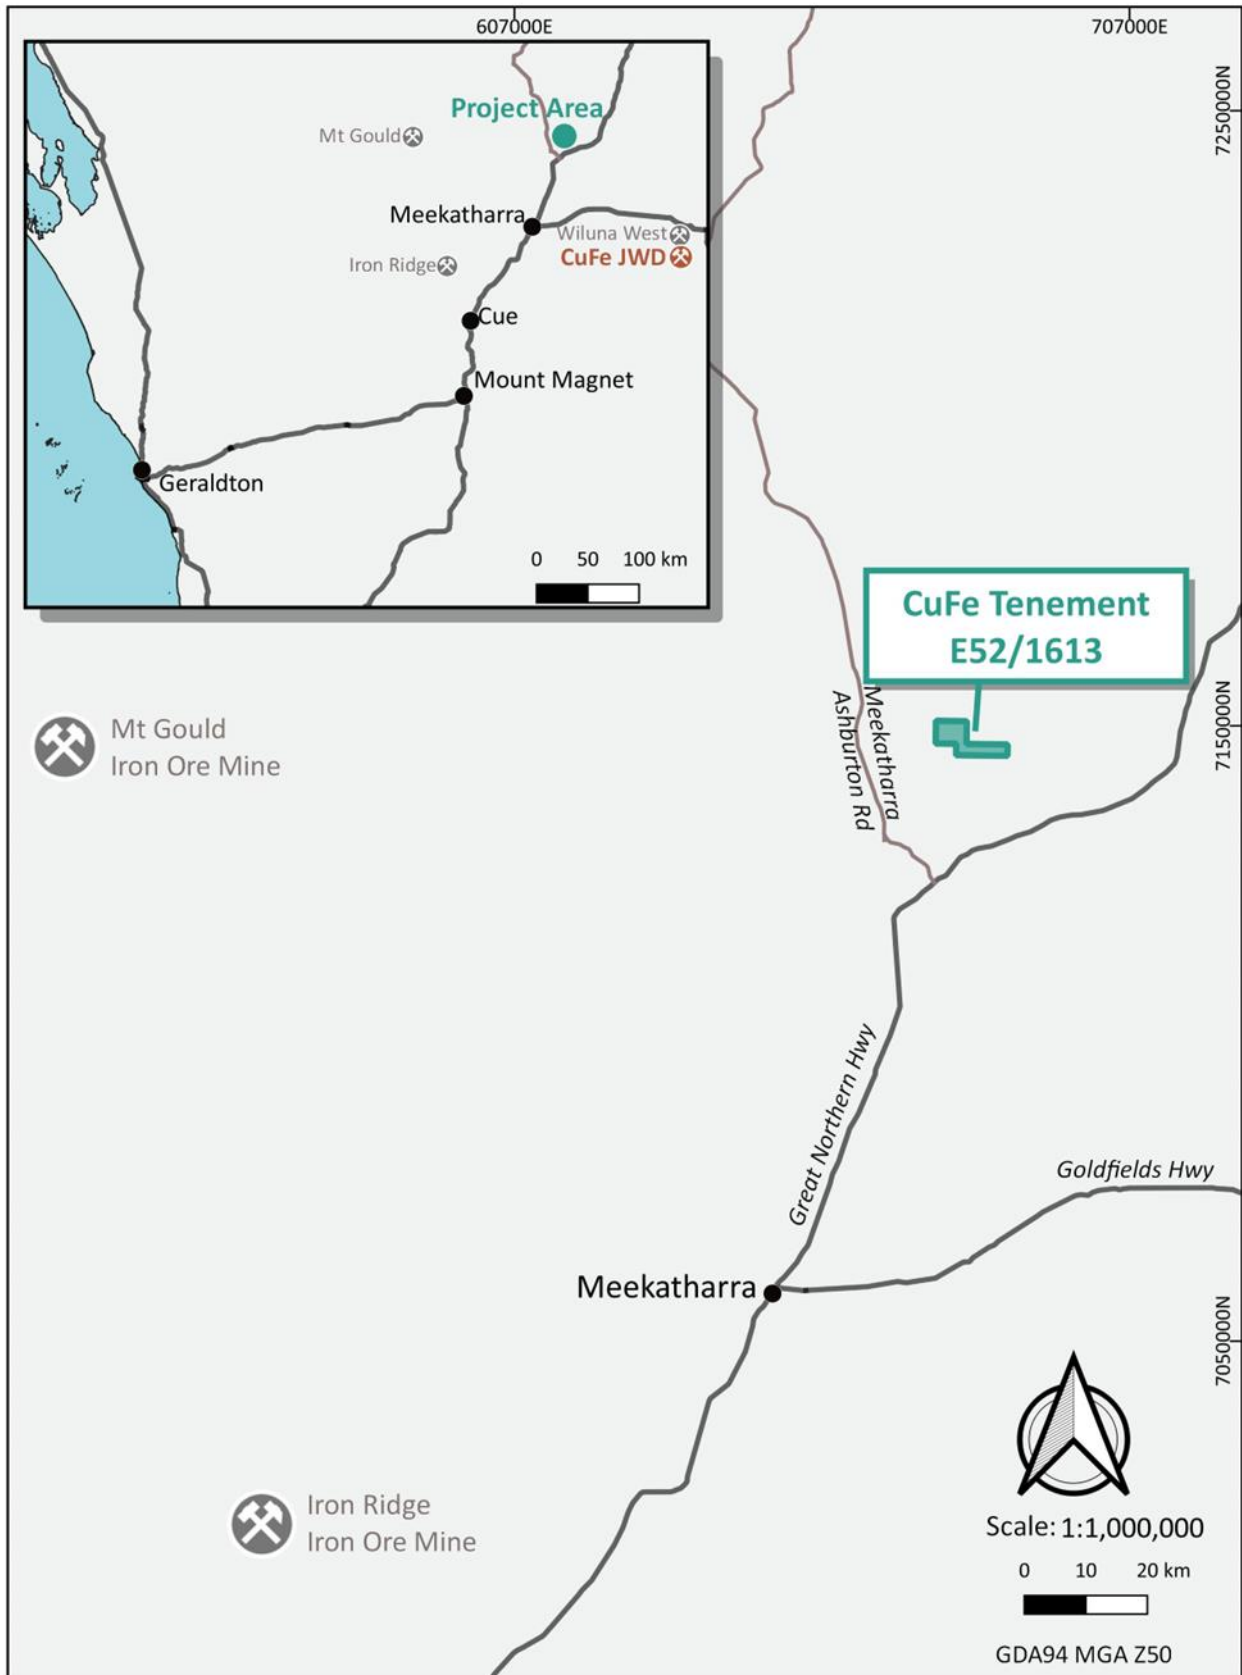 607000E
707000E
7250000N
Project Area
Mt Gould
Meekatharra
Wiluna West
CuFe JWD
Iron Ridge
Cue
Mount Magnet
Geraldton
0 50 100 km
CuFe Tenement
E52/1613
Meekatharra
Ashburton Rd
7150000N
Mt Gould
Iron Ore Mine
Great Northern Hwy
Goldfields Hwy
Meekatharra
7050000N
Iron Ridge
Iron Ore Mine
Scale: 1:1,000,000
0 10 20 km
GDA94 MGA Z50